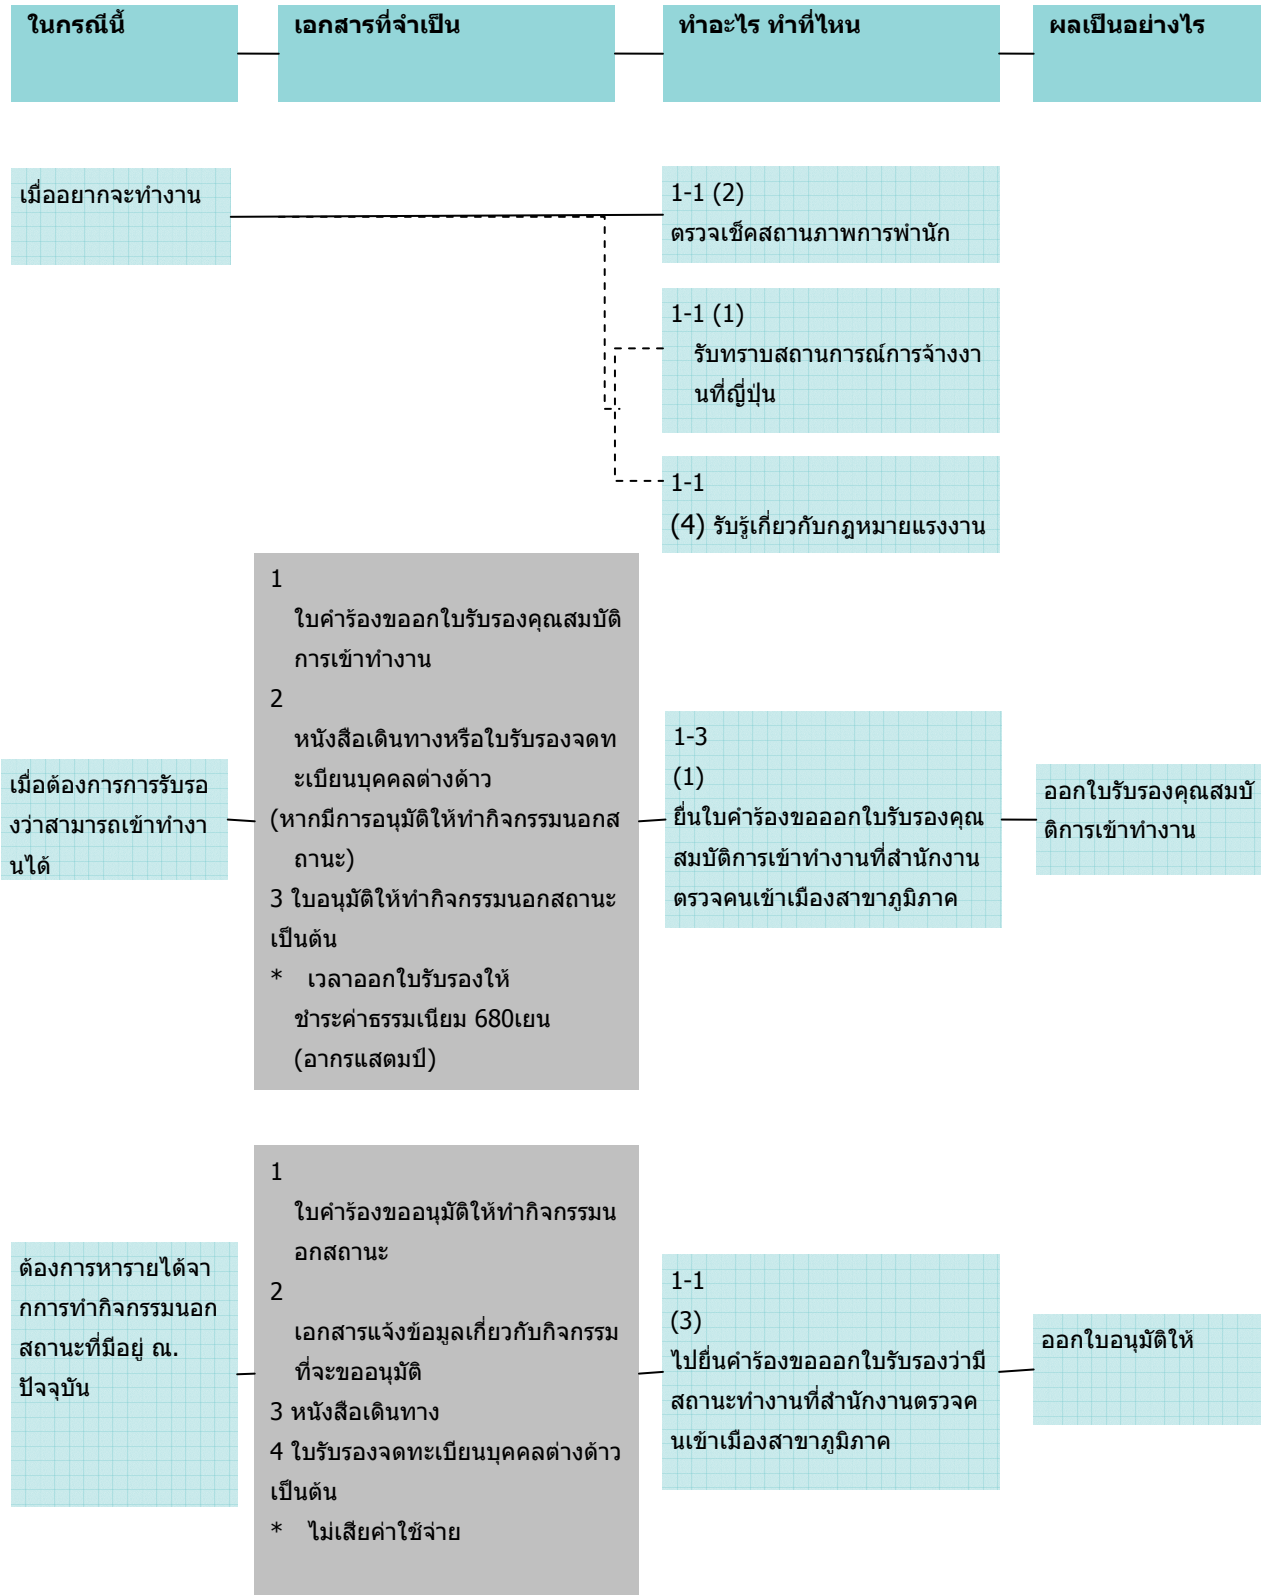 ในกรณีนี้
เอกสารที่จำเป็น
ทำอะไร ทำที่ไหน
ผลเป็นอย่างไร
เมื่ออยากจะทำงาน
1-1 (2)
ตรวจเช็คสถานภาพการพำนัก
1-1 (1)
รับทราบสถานการณ์การจ้างงา
นที่ญี่ปุ่น
1-1
(4) รับรู้เกี่ยวกับกฎหมายแรงงาน
เมื่อต้องการการรับรอ
งว่าสามารถเข้าทำงา
นได้
1
ใบคำร้องขออกใบรับรองคุณสมบัติ
การเข้าทำงาน
2
หนังสือเดินทางหรือใบรับรองจดท
ะเบียนบุคคลต่างด้าว
(หากมีการอนุมัติให้ทำกิจกรรมนอกส
ถานะ)
3 ใบอนุมัติให้ทำกิจกรรมนอกสถานะ
เป็นต้น
* เวลาออกใบรับรองให้
ชำระค่าธรรมเนียม 680เยน
(อากรแสตมป์)
1-3
(1)
ยื่นใบคำร้องขอออกใบรับรองคุณ
สมบัติการเข้าทำงานที่สำนักงาน
ตรวจคนเข้าเมืองสาขาภูมิภาค
ออกใบรับรองคุณสมบั
ติการเข้าทำงาน
ต้องการหารายได้จา
กการทำกิจกรรมนอก
สถานะที่มีอยู่ ณ.
ปัจจุบัน
1
ใบคำร้องขออนุมัติให้ทำกิจกรรมน
อกสถานะ
2
เอกสารแจ้งข้อมูลเกี่ยวกับกิจกรรม
ที่จะขออนุมัติ
3 หนังสือเดินทาง
4 ใบรับรองจดทะเบียนบุคคลต่างด้าว
เป็นต้น
* ไม่เสียค่าใช้จ่าย
1-1
(3)
ไปยื่นคำร้องขอออกใบรับรองว่ามี
สถานะทำงานที่สำนักงานตรวจค
นเข้าเมืองสาขาภูมิภาค
ออกใบอนุมัติให้